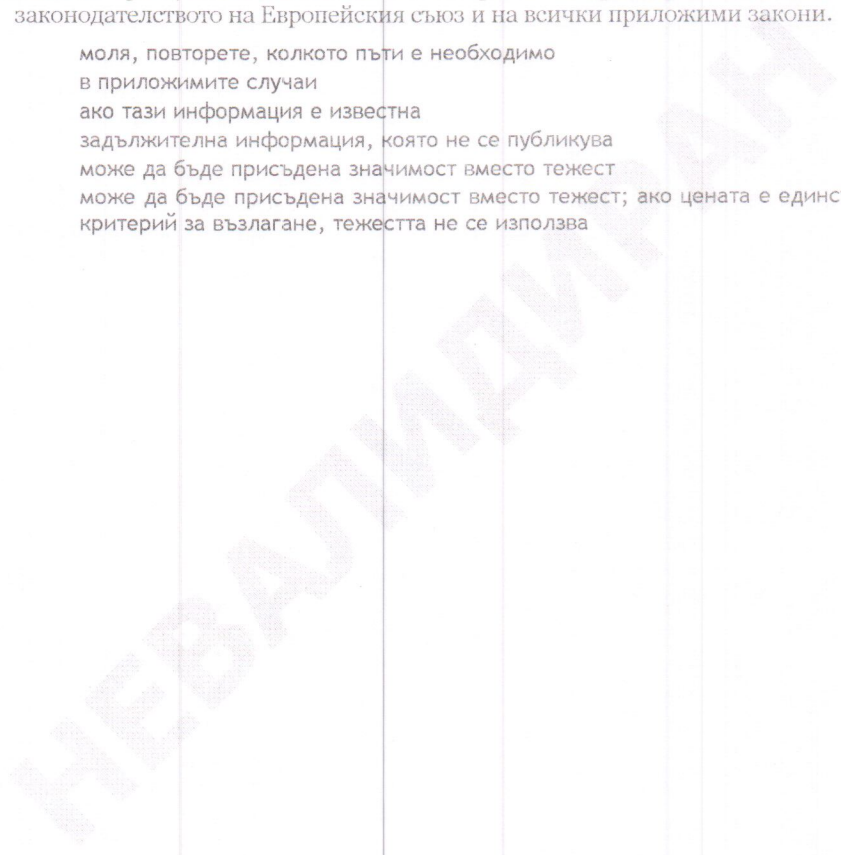 законодателството на Европейския съюз и на всички приложими закони.
моля, повторете, колкото пъти е необходимо
в приложимите случаи
ако тази информация е известна
задължителна информация, която не се публикува
може да бъде присъдена значимост вместо тежест
може да бъде присъдена значимост вместо тежест; ако цената е единс
критерий за възлагане, тежестта не се използва
НЕВАЛИДИРАН